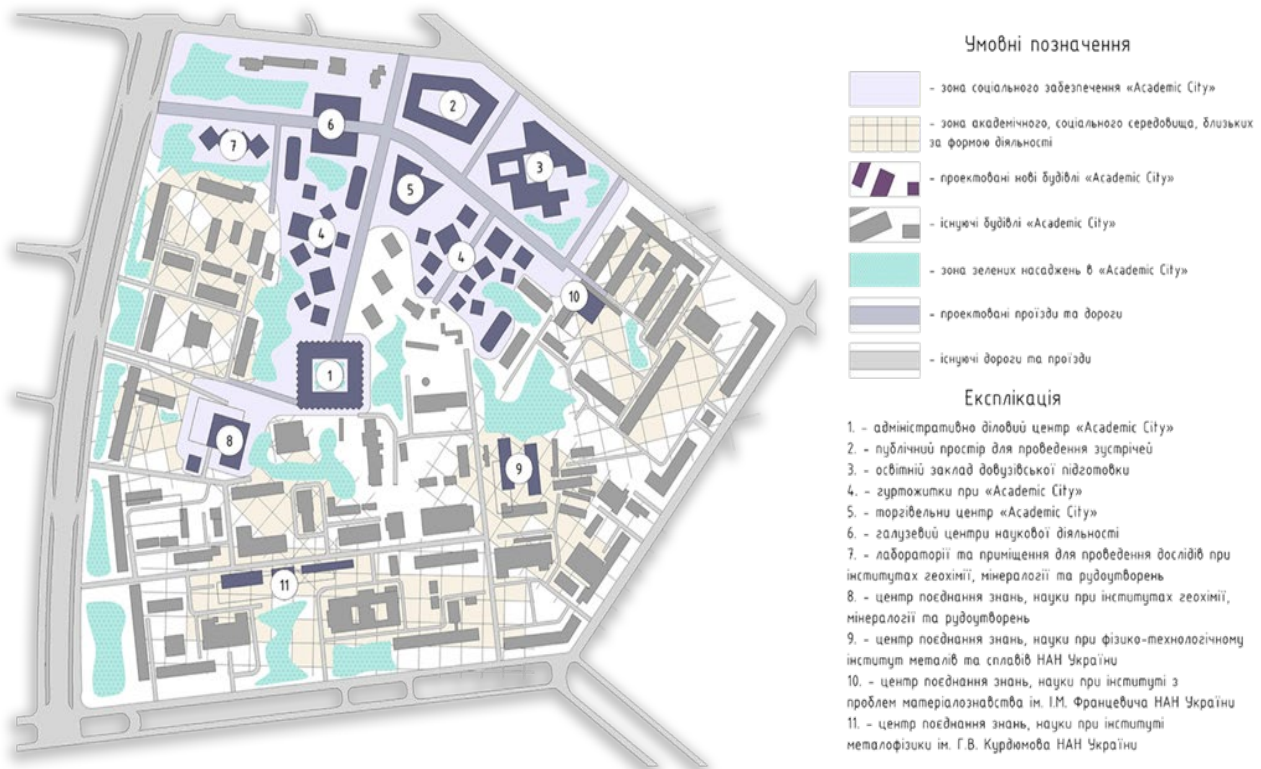 Умовні позначення
- зона соціального забезпечення «Academic City»
- зона академічного, соціального середовища, близьких
за формою діяльності
- проектовані нові будівлі «Academic City»
- існуючі будівлі «Academic City»
- зона зелених насаджень в «Academic City»
- проектовані проїзди та дороги
- існуючі дороги та проїзди
Експлікація
1. - адміністративно діловий центр «Academic City»
2. - публічний простір для проведення зустрічей
3. - освітній заклад довузівської підготовки
4. - гуртожитки при «Academic City»
5. - торгівельни центр «Academic City»
6. - галузевий центри наукової діяльності
7. - лабораторії та приміщення для проведення дослідів при
інститутах геохімії, мінералогії та рудоутворень
8. - центр поєднання знань, науки при інститутах геохімії,
мінералогії та рудоутворень
9. - центр поєднання знань, науки при фізико-технологічному
інститут металів та сплавів НАН України
10. - центр поєднання знань, науки при інституті з
проблем матеріалознавства ім. І.М. Францевича НАН України
11. - центр поєднання знань, науки при інституті
металофізики ім. Г.В. Курдюмова НАН України
2
6
7
3
5
4
4
10
1
8
9
11